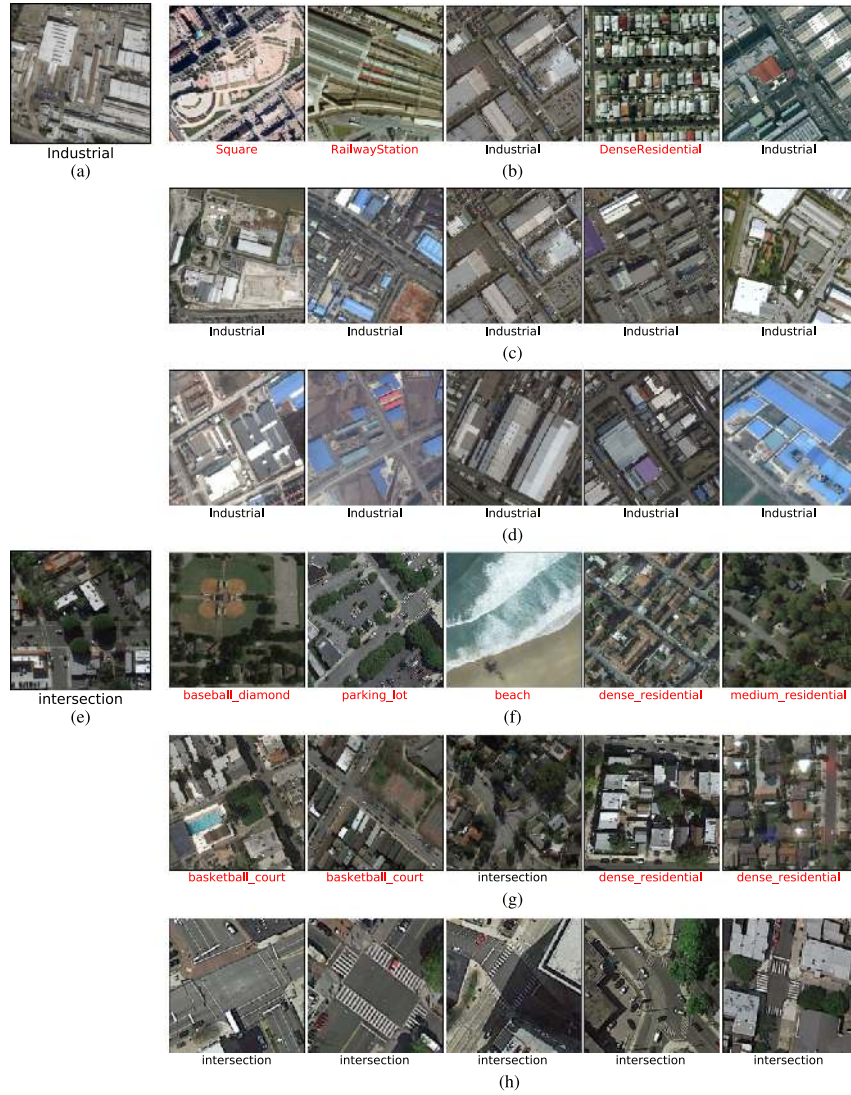 Industrial
(a)
Square RailwayStation Industrial DenseResidential Industrial
(b)
Industrial Industrial Industrial Industrial Industrial
(c)
Industrial Industrial Industrial Industrial Industrial
(d)
intersection
(e)
baseball_diamond parking_lot beach dense_residential medium_residential
(f)
basketball_court basketball_court intersection dense_residential dense_residential
(g)
intersection intersection intersection intersection intersection
(h)